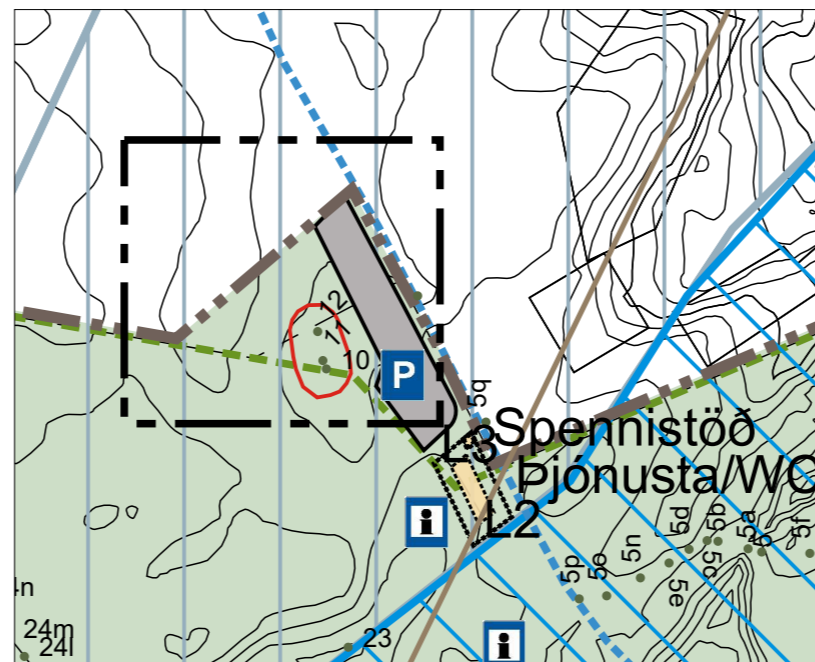 12
11
10
P
5q
L3
Spennistöð
Þjónusta/WC
i
L2
5p
5o
5n
5d
5e
5b
5c
5a
5f
4n
24m
24l
23
i